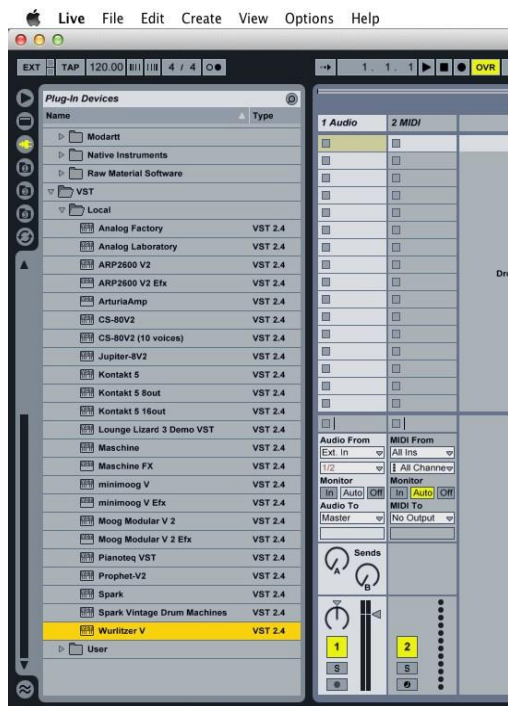 Live File Edit Create View Options Help
EXT TAP 120.00 4 / 4 1. 1. 1 OVR
Plug-In Devices
Name Type
Modartt
Native Instruments
Raw Material Software
VST
Local
Analog Factory VST 2.4
Analog Laboratory VST 2.4
ARP2600 V2 VST 2.4
ARP2600 V2 Efx VST 2.4
ArturiaAmp VST 2.4
CS-80V2 VST 2.4
CS-80V2 (10 voices) VST 2.4
Jupiter-8V2 VST 2.4
Kontakt 5 VST 2.4
Kontakt 5 8out VST 2.4
Kontakt 5 16out VST 2.4
Lounge Lizard 3 Demo VST VST 2.4
Maschine VST 2.4
Maschine FX VST 2.4
minimoog V VST 2.4
minimoog V Efx VST 2.4
Moog Modular V 2 VST 2.4
Moog Modular V 2 Efx VST 2.4
Pianoteq VST VST 2.4
Prophet-V2 VST 2.4
Spark VST 2.4
Spark Vintage Drum Machines VST 2.4
Wurlitzer V VST 2.4
User
1 Audio 2 MIDI
Dro
Audio From MIDI From
Ext. In All Ins
1/2 All Channe
Monitor Monitor
In Auto Off In Auto Off
Audio To MIDI To
Master No Output
Sends
A
B
1 2
S S